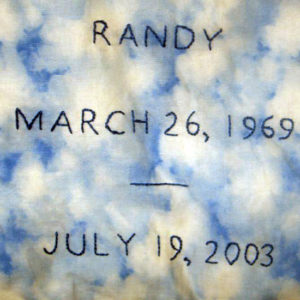 RANDY
MARCH 26, 1969
—
JULY 19, 2003